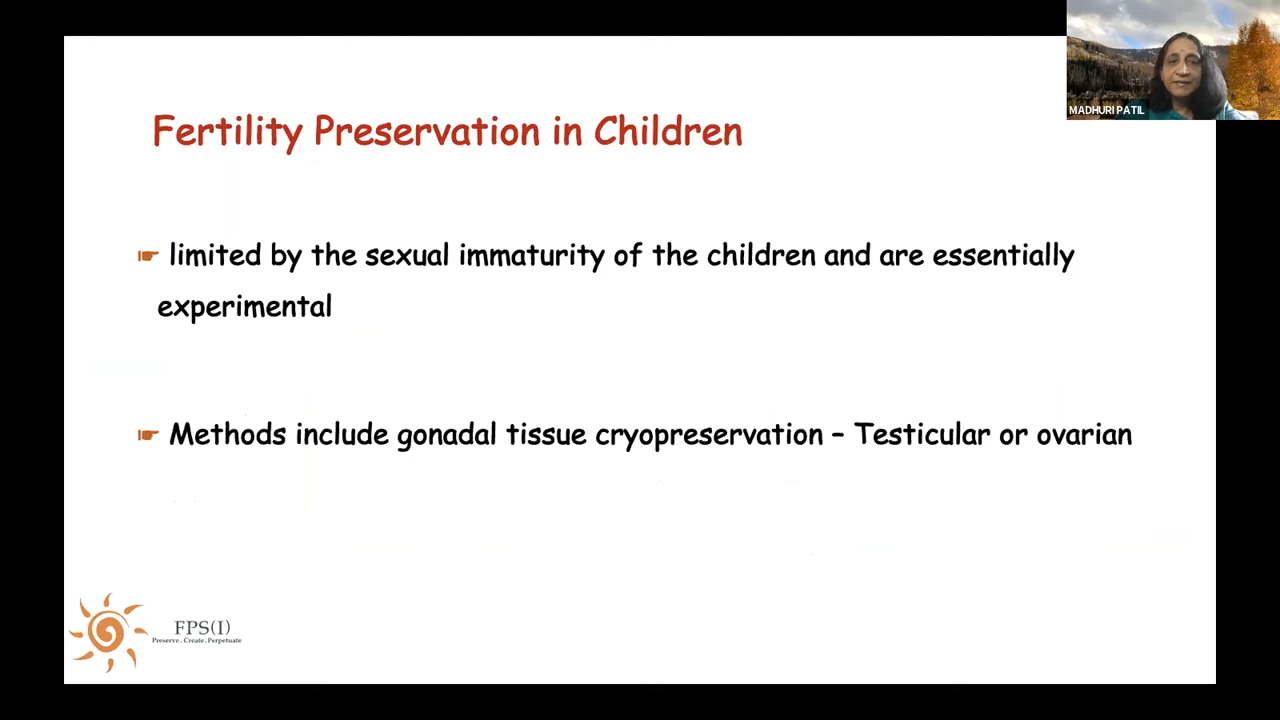 MADHURI PATIL
Fertility Preservation in Children
limited by the sexual immaturity of the children and are essentially
experimental
Methods include gonadal tissue cryopreservation – Testicular or ovarian
FPS(I)
Preserve . Create . Perpetuate